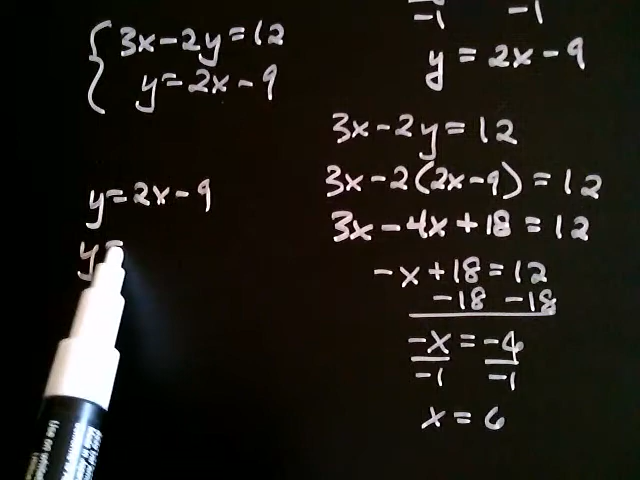 3x-2y=12
y=2x-9
-1 -1
y=2x-9
3x-2y=12
3x-2(2x-9)=12
3x-4x+18=12
-x+18=12
-18 -18
-x=-6
-1 -1
x=6
y=2x-9
y=